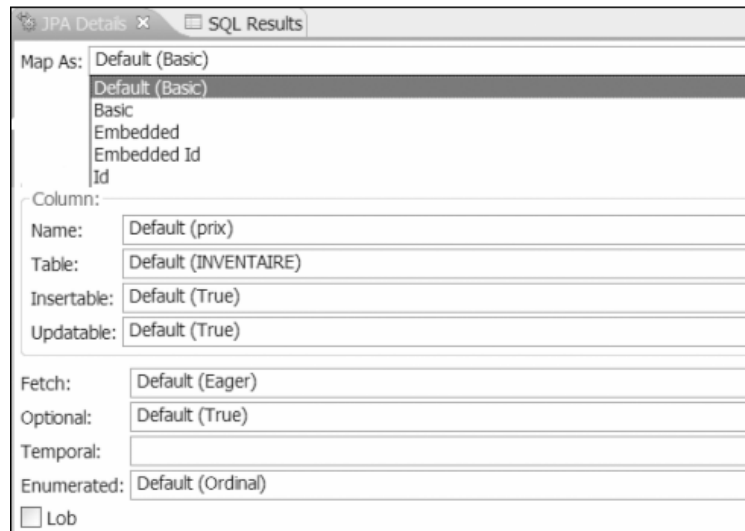 JPA Details SQL Results
Map As: Default (Basic)
Default (Basic)
Basic
Embedded
Embedded Id
Id
Column:
Name: Default (prix)
Table: Default (INVENTAIRE)
Insertable: Default (True)
Updatable: Default (True)
Fetch: Default (Eager)
Optional: Default (True)
Temporal:
Enumerated: Default (Ordinal)
Lob